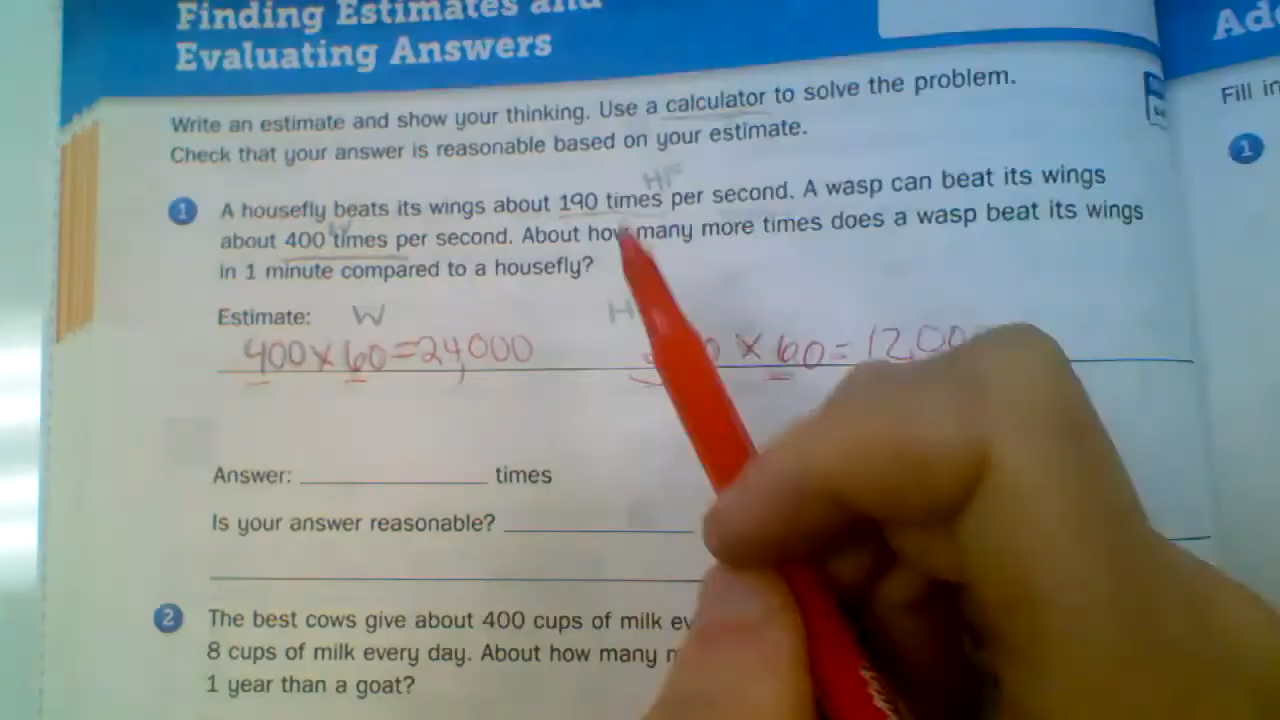 Finding Estimates and
Evaluating Answers
Write an estimate and show your thinking. Use a calculator to solve the problem.
Check that your answer is reasonable based on your estimate.
HF
1 A housefly beats its wings about 190 times per second. A wasp can beat its wings
W
about 400 times per second. About how many more times does a wasp beat its wings
in 1 minute compared to a housefly?
Estimate: W H
400 x 60 = 24,000 0 x 60 = 12,00
Answer: times
Is your answer reasonable?
2 The best cows give about 400 cups of milk
8 cups of milk every day. About how many
1 year than a goat?
Fill in
1